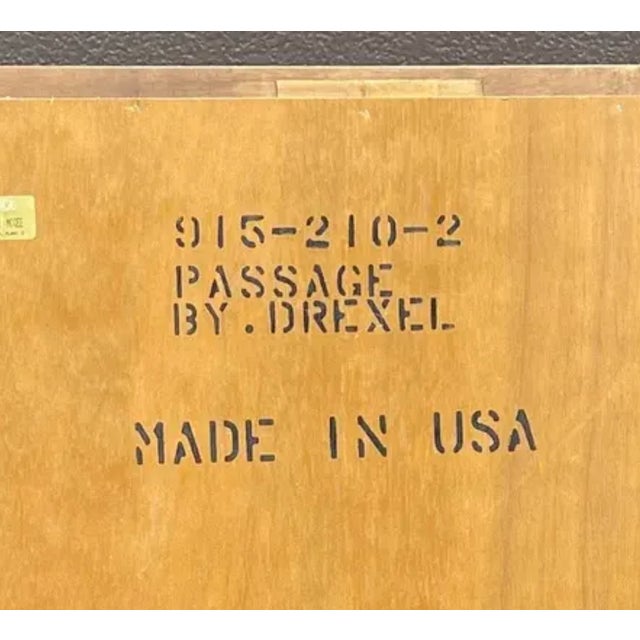 915-210-2
PASSAGE
BY.DREXEL
MADE IN USA